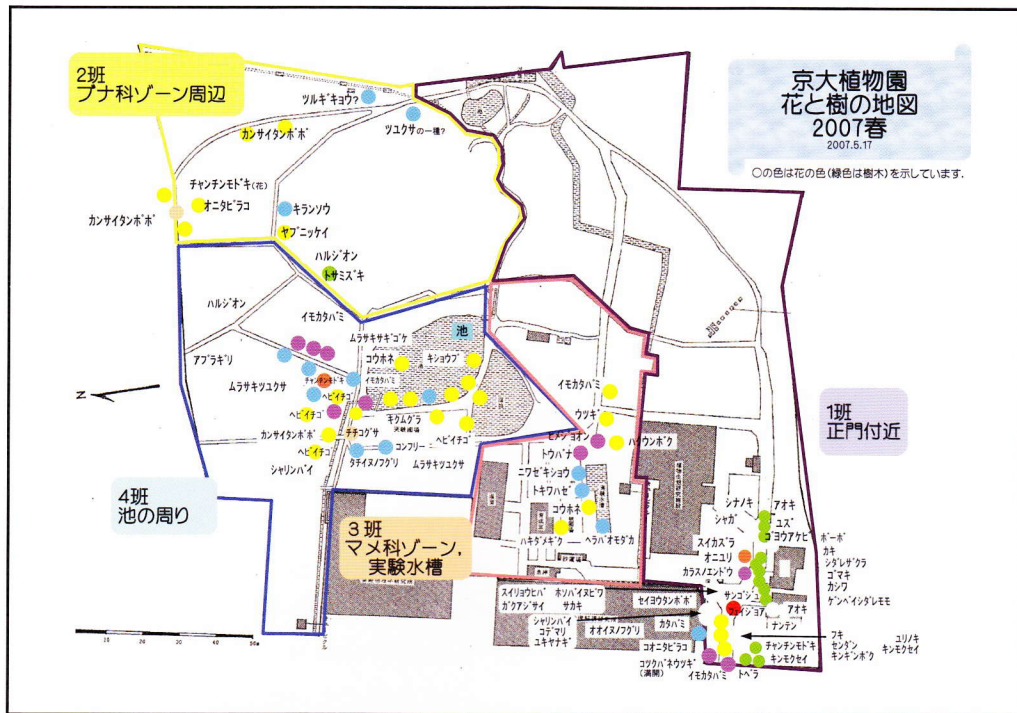 京大植物園
花と樹の地図
2007春
2007.5.17
○の色は花の色(緑色は樹木)を示しています.
2班
ブナ科ゾーン周辺
ツルギキョウ?
ツユクサの一種?
カンサイタンポポ
チャンチンモドキ(花)
オニタビラコ
カンサイタンポポ
キランソウ
ヤブニッケイ
ハルジオン
トサミズキ
ハルジオン
イモカタバミ
ムラサキサギゴケ
池
アブラギリ
コウホネ
キショウブ
チャンチンモドキ
イモカタバミ
ムラサキツユクサ
ヘビイチゴ
ヘビイチコ
キクムグラ
カンサイタンポポ
チチコグサ
ヘビイチゴ
ヘビイチコ
コンフリー
タチイヌノフグリ
ムラサキツユクサ
シャリンバイ
N
4班
池の周り
3班
マメ科ゾーン,
実験水槽
イモカタバミ
ウツギ
ヒメジョオン
ハクウンボク
トウバナ
ニワゼキショウ
トキワハゼ
コウホネ
ハキダメギク
ヘラバオモダカ
1班
正門付近
シナノキ
アオキ
シャガ
ユズ
ゴヨウアケビ
ポーポ
スイカズラ
カキ
オニユリ
シダレザクラ
カラスノエンドウ
ゴマキ
カシワ
サンゴジュ
ゲンペイシダレモモ
スイリョウヒバ
ホソバイヌビワ
ガクアジサイ
サカキ
セイヨウタンポポ
フェイジョア
アオキ
シャリンバイ
コデマリ
ユキヤナギ
オオイヌノフグリ
カタバミ
ナンテン
コオニタビラコ
チャンチンモドキ
キンモクセイ
フキ
センダン
キンギンボク
ユリノキ
キンモクセイ
コツクバネウツギ
(満開)
イモカタバミ
トベラ
0
10
20
30
40
50m